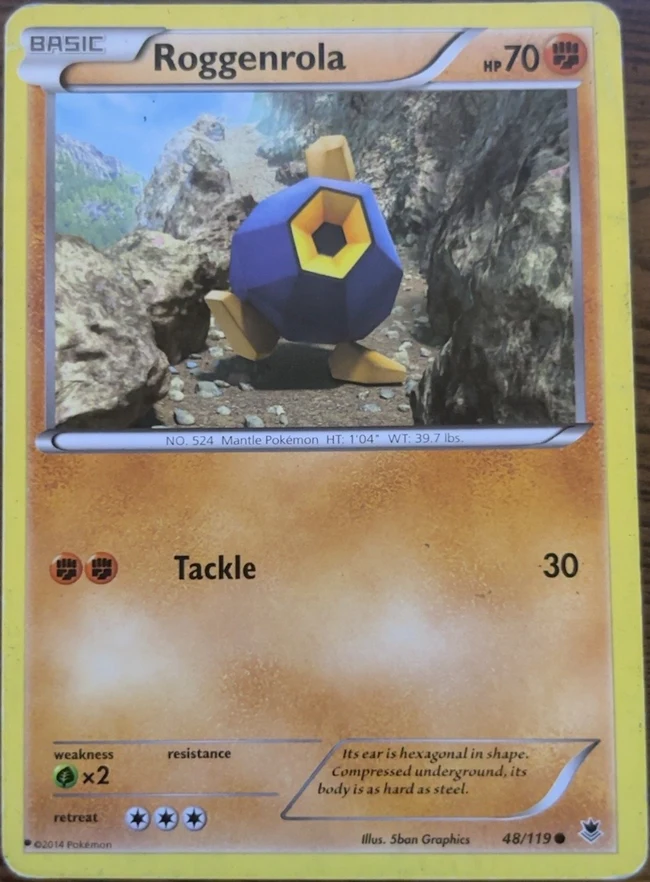 BASIC
Roggenrola
HP 70
NO. 524 Mantle Pokémon HT: 1'04" WT: 39.7 lbs.
Tackle 30
weakness resistance
×2
retreat
Its ear is hexagonal in shape.
Compressed underground, its
body is as hard as steel.
Illus. 5ban Graphics 48/119
©2014 Pokémon